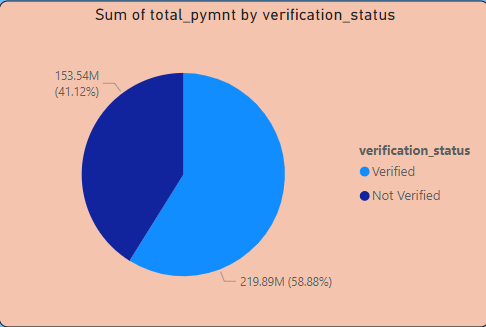 Sum of total_pymnt by verification_status
153.54M
(41.12%)
verification_status
Verified
Not Verified
219.89M (58.88%)